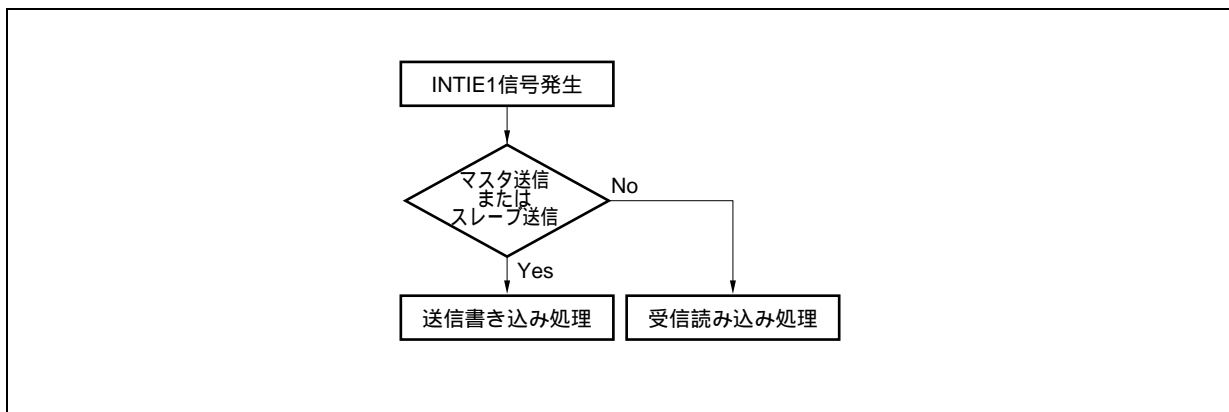 INTIE1信号発生
マスタ送信
または
スレーブ送信
No
Yes
送信書き込み処理
受信読み込み処理